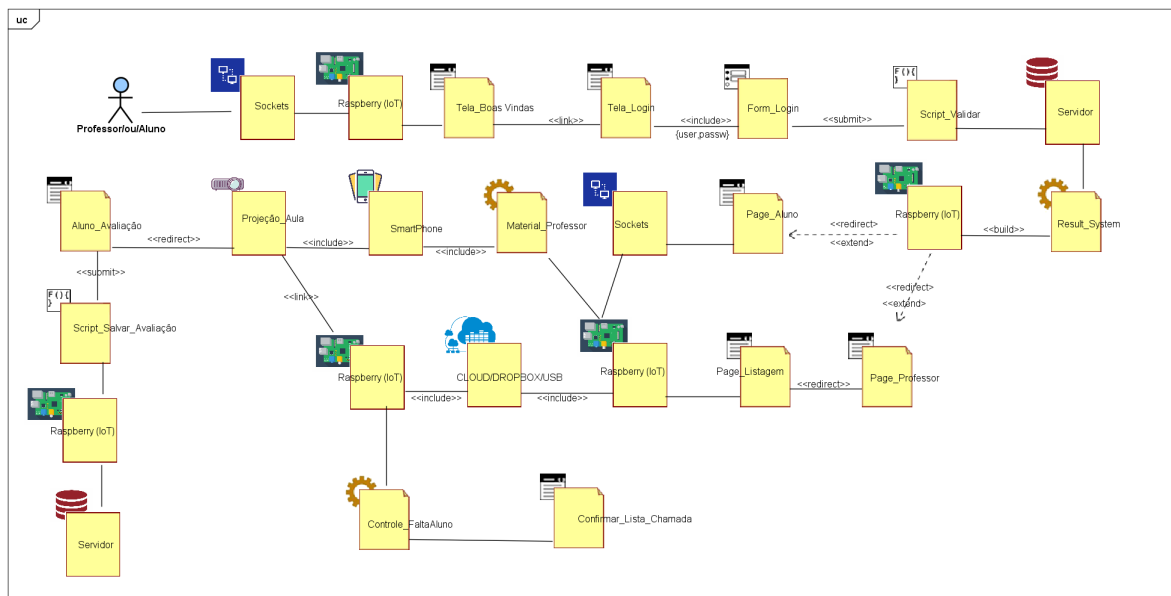 uc
Professor/ou/Aluno
Sockets
Raspberry (IoT)
Tela_Boas Vindas
<<link>>
Tela_Login
<<include>>
{user,passw}
Form_Login
<<submit>>
F(){
}
Script_Validar
Servidor
Aluno_Avaliação
<<redirect>>
Projeção_Aula
<<include>>
SmartPhone
<<include>>
Material_Professor
Sockets
Page_Aluno
<<redirect>>
<<extend>
Raspberry (IoT)
<<build>>
Result_System
<<submit>>
<<link>>
<<redirect>>
<<extend>
F(){
}
Script_Salvar_Avaliação
Raspberry (IoT)
<<include>>
CLOUD/DROPBOX/USB
<<include>>
Raspberry (IoT)
Page_Listagem
<<redirect>>
Page_Professor
Raspberry (IoT)
Servidor
Controle_FaltaAluno
Confirmar_Lista_Chamada